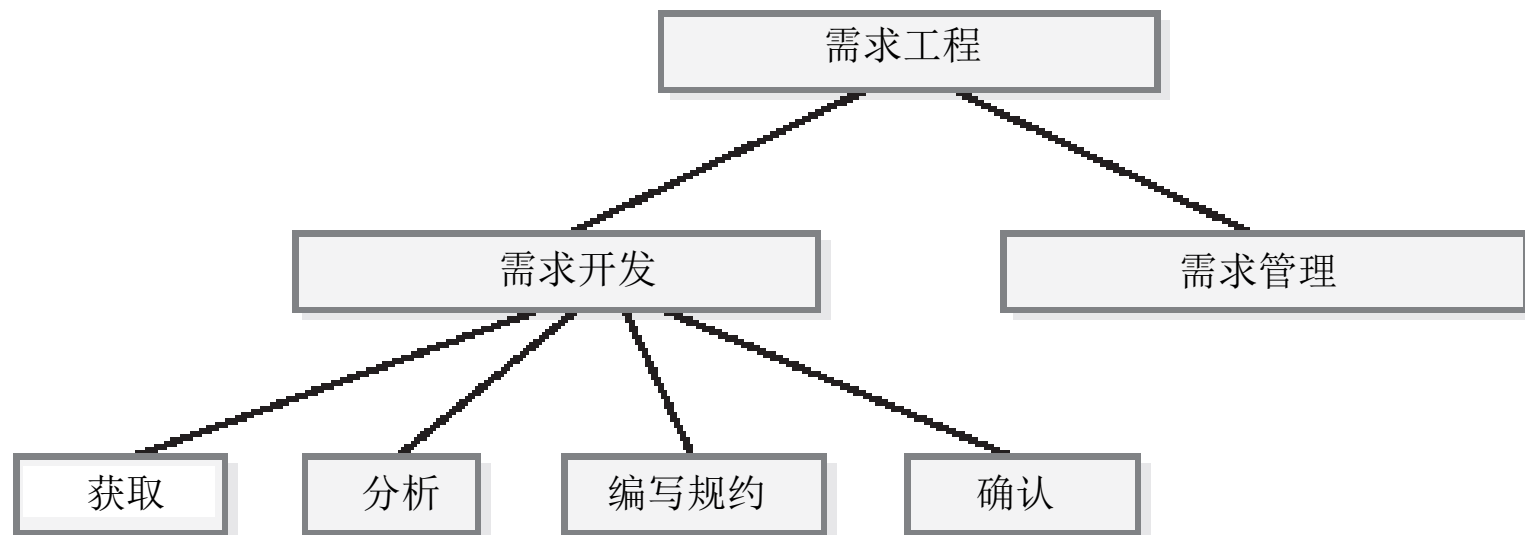 需求工程
需求开发
需求管理
获取
分析
编写规约
确认